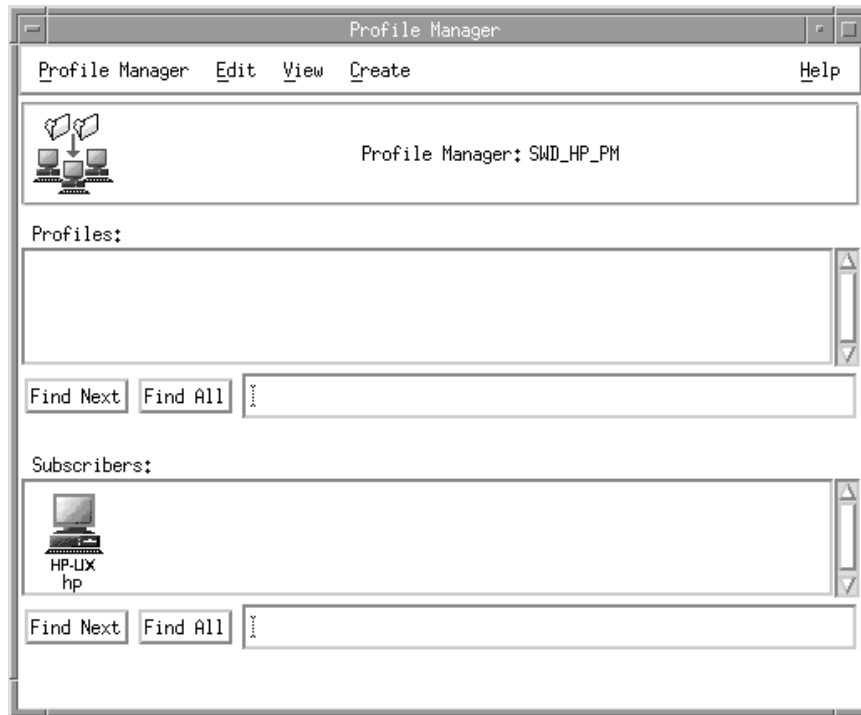 Profile Manager
Profile Manager Edit View Create Help
Profile Manager: SWD_HP_PM
Profiles:
Find Next Find All
Subscribers:
HP-UX
hp
Find Next Find All